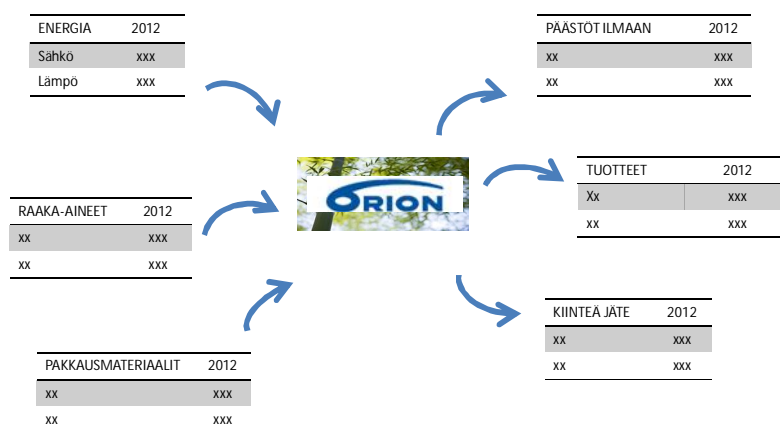 ENERGIA 2012
Sähkö xxx
Lämpö xxx
RAAKA-AINEET 2012
xx xxx
xx xxx
PAKKAUSMATERIAALIT 2012
xx xxx
xx xxx
ORION
PÄÄSTÖT ILMAAN 2012
xx xxx
xx xxx
TUOTTEET 2012
Xx xxx
xx xxx
KIINTEÄ JÄTE 2012
xx xxx
xx xxx